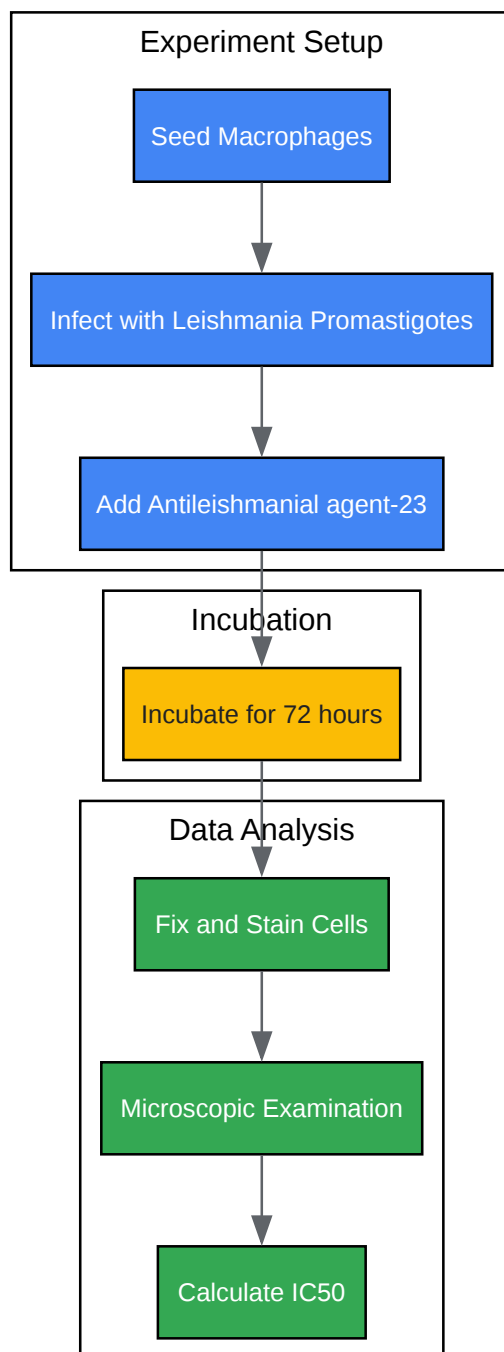 Experiment Setup
Seed Macrophages
Infect with Leishmania Promastigotes
Add Antileishmanial agent-23
Incubation
Incubate for 72 hours
Data Analysis
Fix and Stain Cells
Microscopic Examination
Calculate IC50